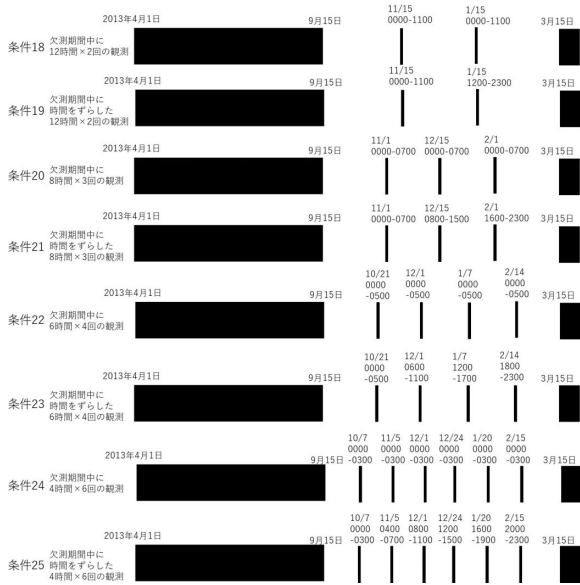 2013年4月1日 9月15日 11/15 0000-1100 1/15 0000-1100 3月15日
条件18 欠測期間中に
12時間×2回の観測
2013年4月1日 9月15日 11/15 0000-1100 1/15 1200-2300 3月15日
条件19 欠測期間中に
時間をずらした
12時間×2回の観測
2013年4月1日 9月15日 11/1 0000-0700 12/15 0000-0700 2/1 0000-0700 3月15日
条件20 欠測期間中に
8時間×3回の観測
2013年4月1日 9月15日 11/1 0000-0700 12/15 0800-1500 2/1 1600-2300 3月15日
条件21 欠測期間中に
時間をずらした
8時間×3回の観測
2013年4月1日 9月15日 10/21 0000 -0500 12/1 0000 -0500 1/7 0000 -0500 2/14 0000 -0500 3月15日
条件22 欠測期間中に
6時間×4回の観測
2013年4月1日 9月15日 10/21 0000 -0500 12/1 0600 -1100 1/7 1200 -1700 2/14 1800 -2300 3月15日
条件23 欠測期間中に
時間をずらした
6時間×4回の観測
2013年4月1日 9月15日 10/7 0000 -0300 11/5 0000 -0300 12/1 0000 -0300 12/24 0000 -0300 1/20 0000 -0300 2/15 0000 -0300 3月15日
条件24 欠測期間中に
4時間×6回の観測
2013年4月1日 9月15日 10/7 0000 -0300 11/5 0400 -0700 12/1 0800 -1100 12/24 1200 -1500 1/20 1600 -1900 2/15 2000 -2300 3月15日
条件25 欠測期間中に
時間をずらした
4時間×6回の観測